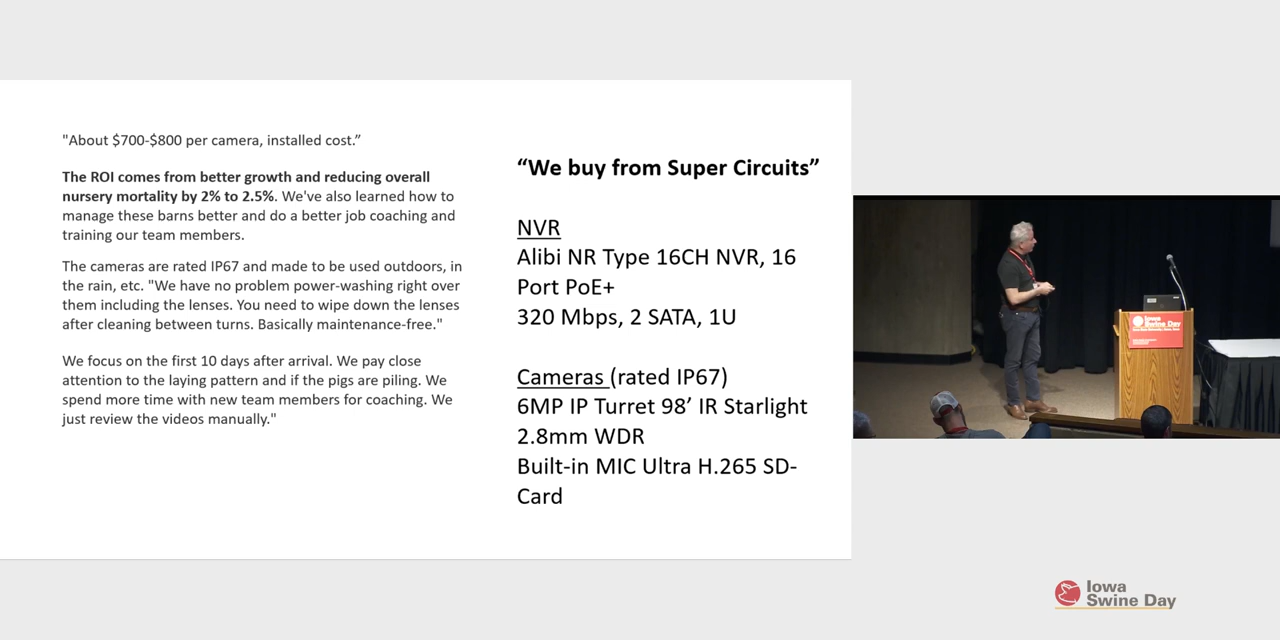 "About $700-$800 per camera, installed cost.”
The ROI comes from better growth and reducing overall
nursery mortality by 2% to 2.5%. We've also learned how to
manage these barns better and do a better job coaching and
training our team members.
The cameras are rated IP67 and made to be used outdoors, in
the rain, etc. "We have no problem power-washing right over
them including the lenses. You need to wipe down the lenses
after cleaning between turns. Basically maintenance-free."
We focus on the first 10 days after arrival. We pay close
attention to the laying pattern and if the pigs are piling. We
spend more time with new team members for coaching. We
just review the videos manually."
“We buy from Super Circuits”
NVR
Alibi NR Type 16CH NVR, 16
Port PoE+
320 Mbps, 2 SATA, 1U
Cameras (rated IP67)
6MP IP Turret 98’ IR Starlight
2.8mm WDR
Built-in MIC Ultra H.265 SD-
Card
Iowa
Swine Day
Iowa
Swine Day